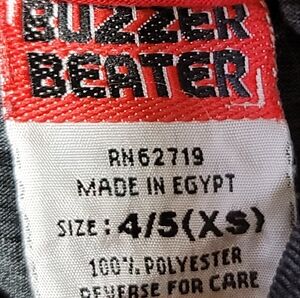 BUZZER
BEATER
RN62719
MADE IN EGYPT
SIZE: 4/5(XS)
100% POLYESTER
REVERSE FOR CARE